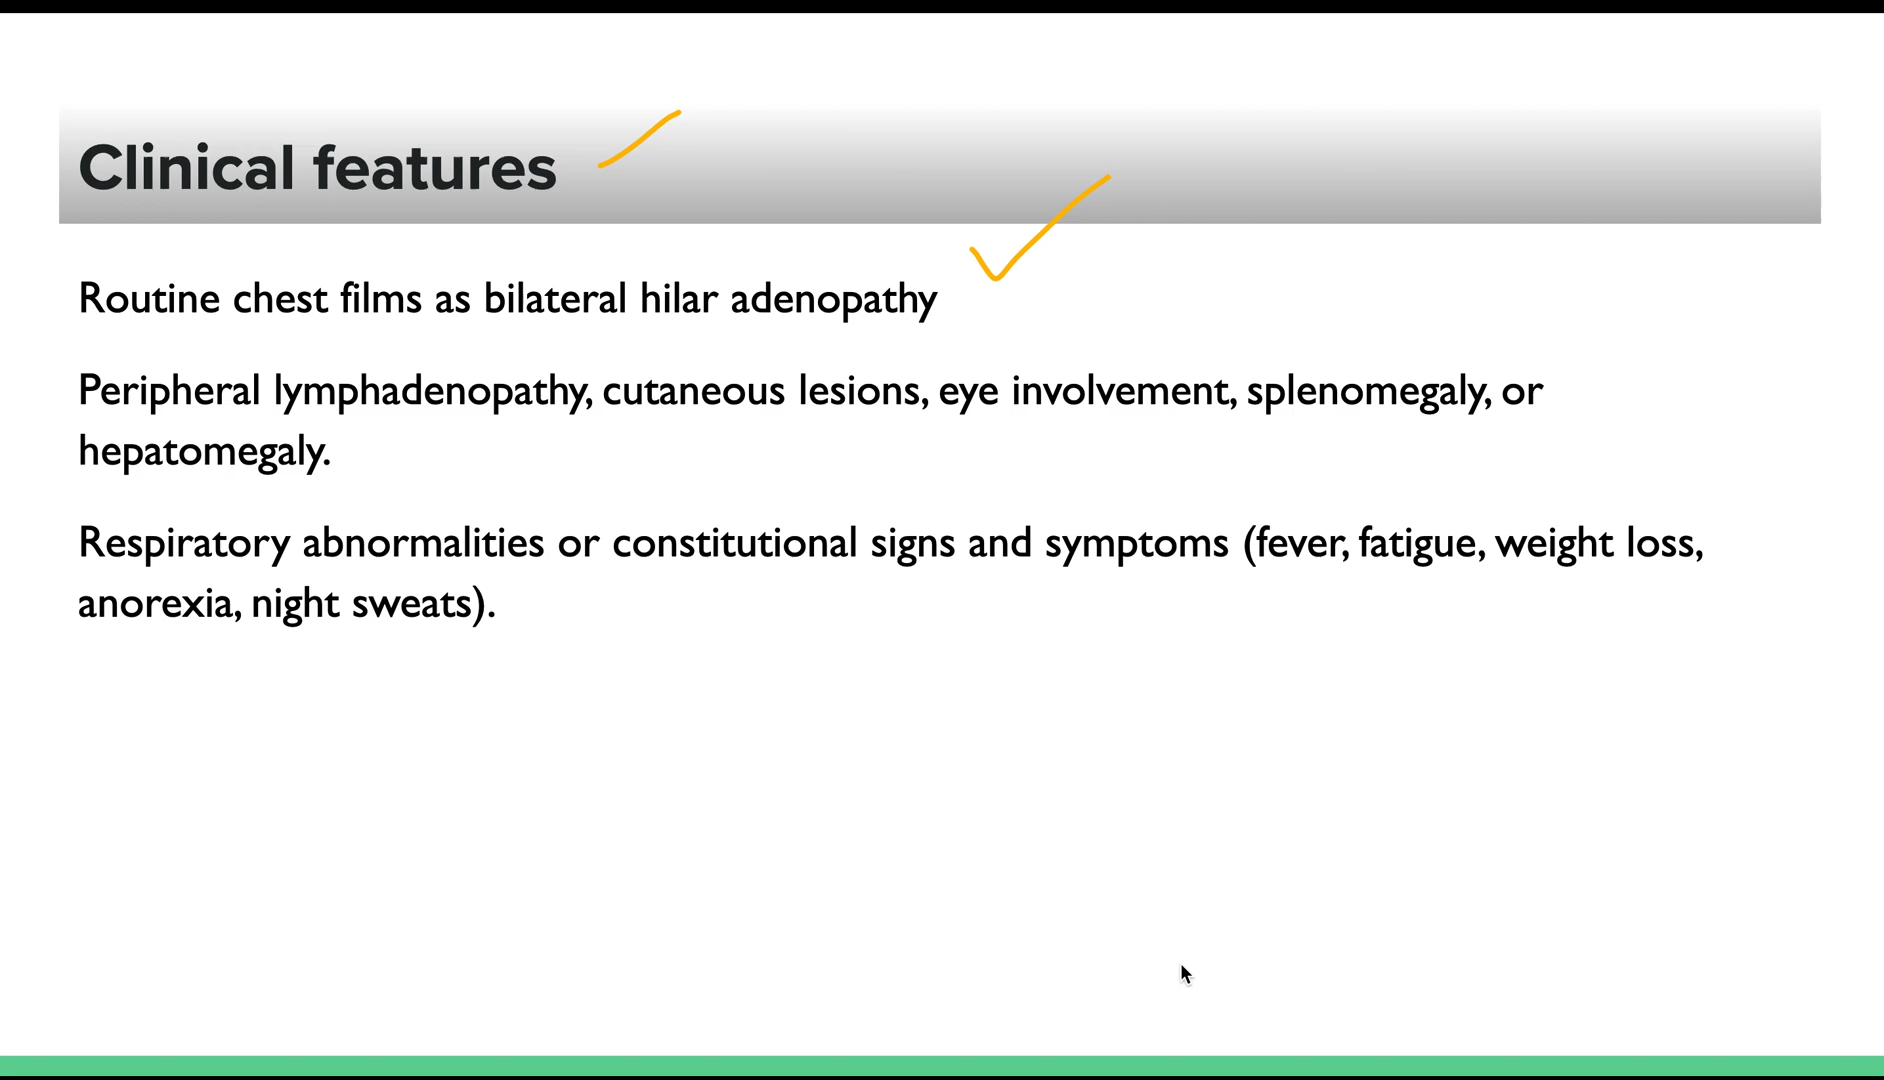 Clinical features
Routine chest films as bilateral hilar adenopathy
Peripheral lymphadenopathy, cutaneous lesions, eye involvement, splenomegaly, or
hepatomegaly.
Respiratory abnormalities or constitutional signs and symptoms (fever, fatigue, weight loss,
anorexia, night sweats).